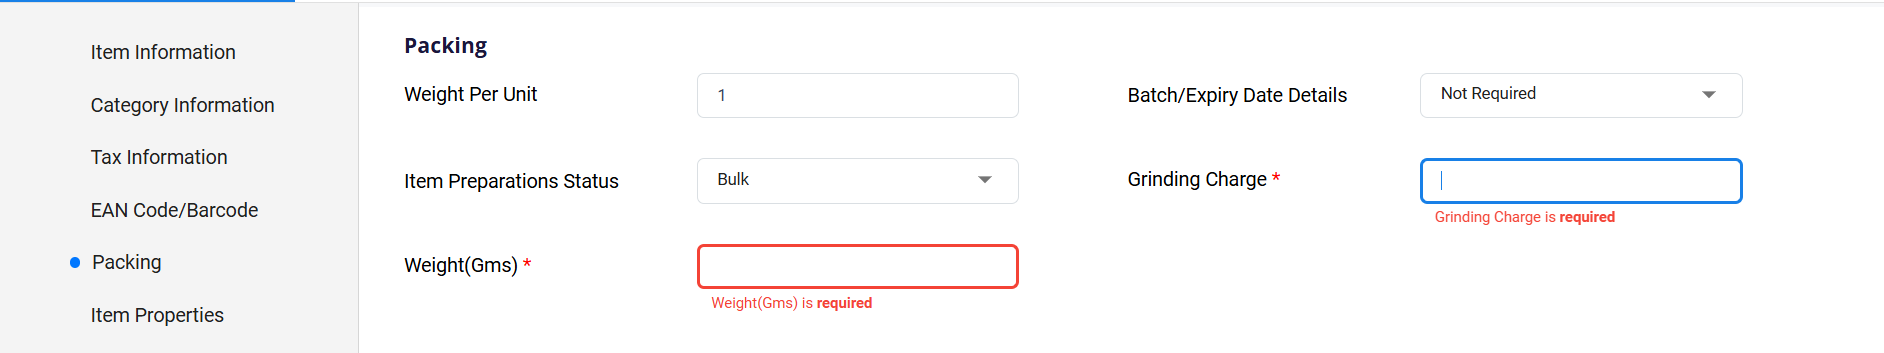 Item Information
Category Information
Tax Information
EAN Code/Barcode
Packing
Item Properties
Packing
Weight Per Unit
1
Batch/Expiry Date Details
Not Required
Item Preparations Status
Bulk
Grinding Charge *
Grinding Charge is required
Weight(Gms) *
Weight(Gms) is required